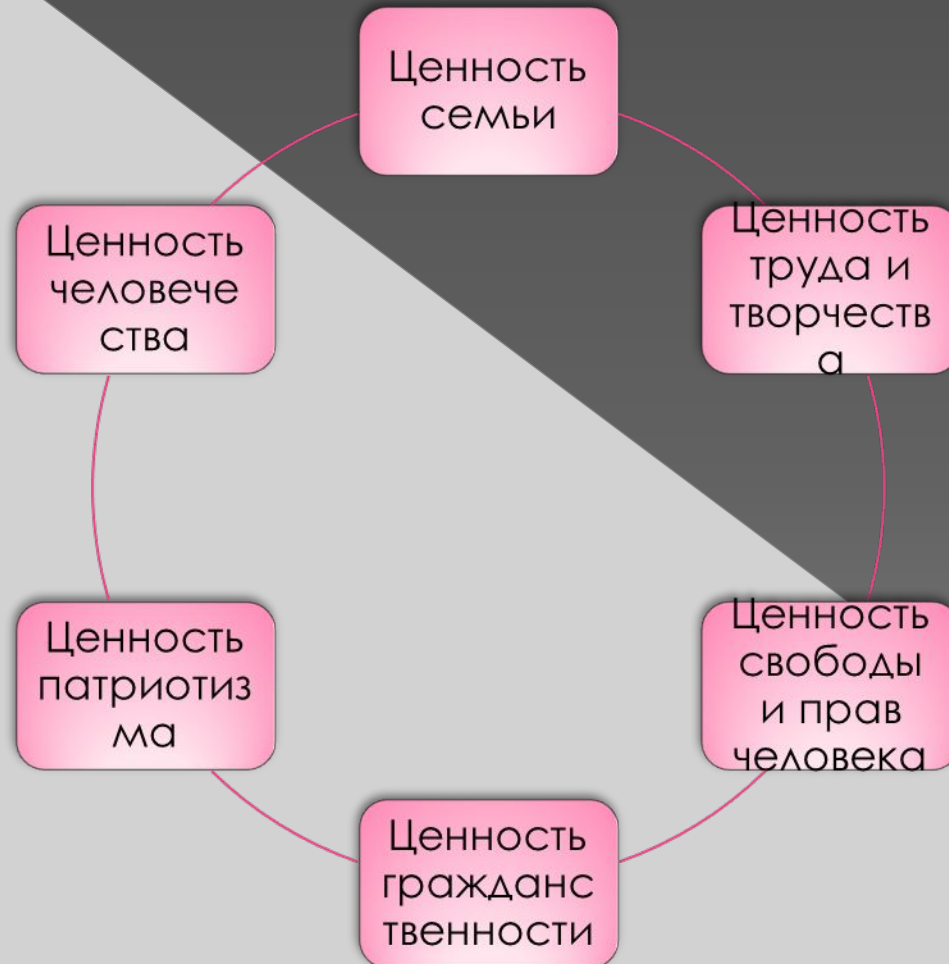 Ценность
семьи
Ценность
труда и
творчеств
а
Ценность
свободы
и прав
человека
Ценность
гражданс
твенности
Ценность
патриотиз
ма
Ценность
человече
ства